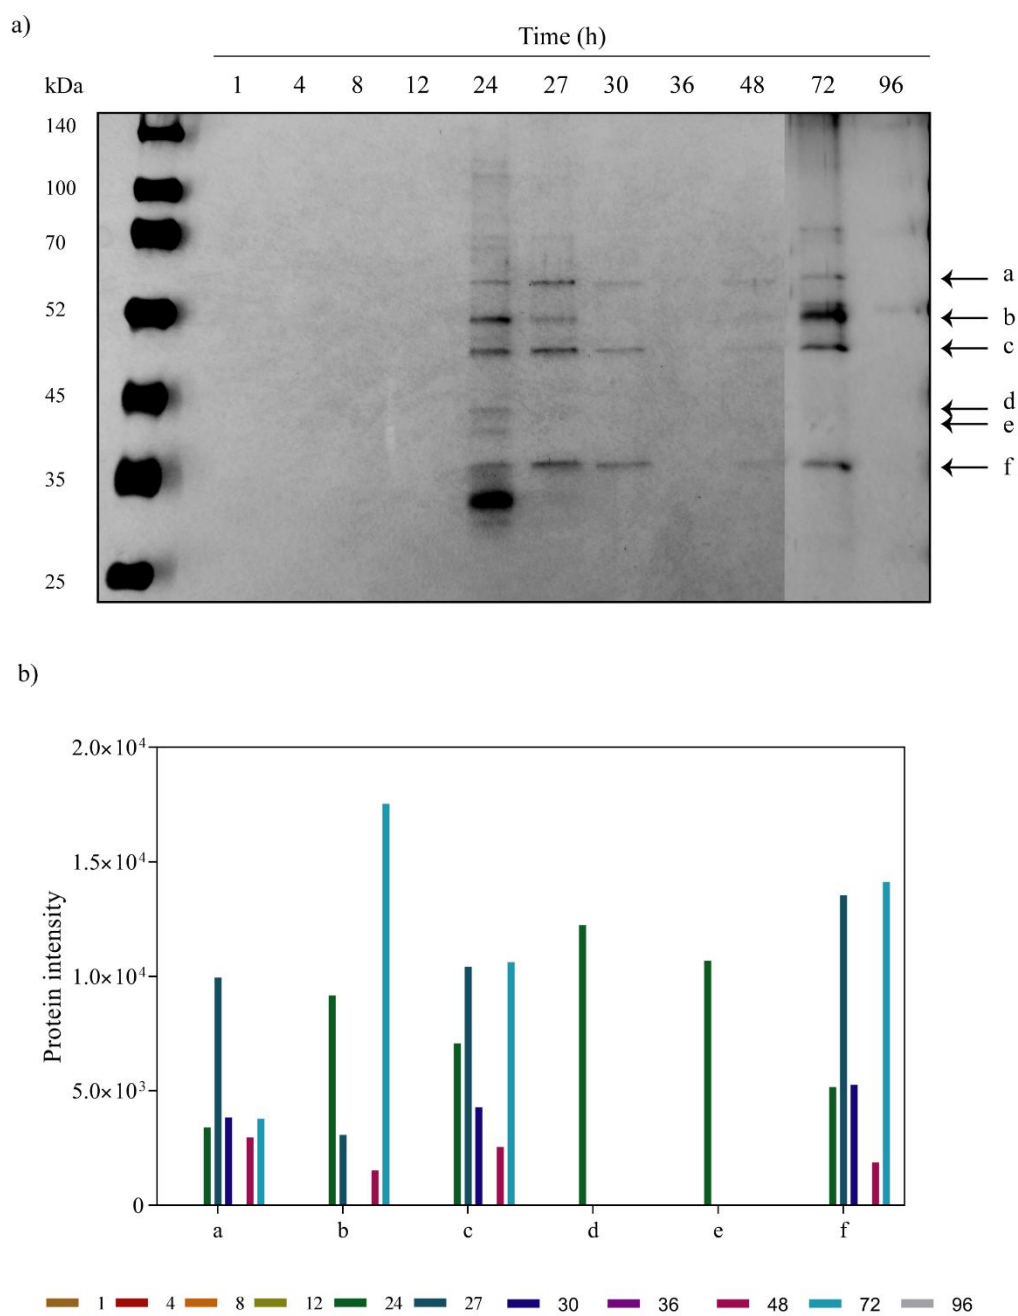 a)
Time (h)
kDa 1 4 8 12 24 27 30 36 48 72 96
140
100
70
a
52
b
c
45
d
e
35
f
25
b)
2.0×10⁴
1.5×10⁴
1.0×10⁴
5.0×10³
0
Protein intensity
a b c d e f
1 4 8 12 24 27 30 36 48 72 96